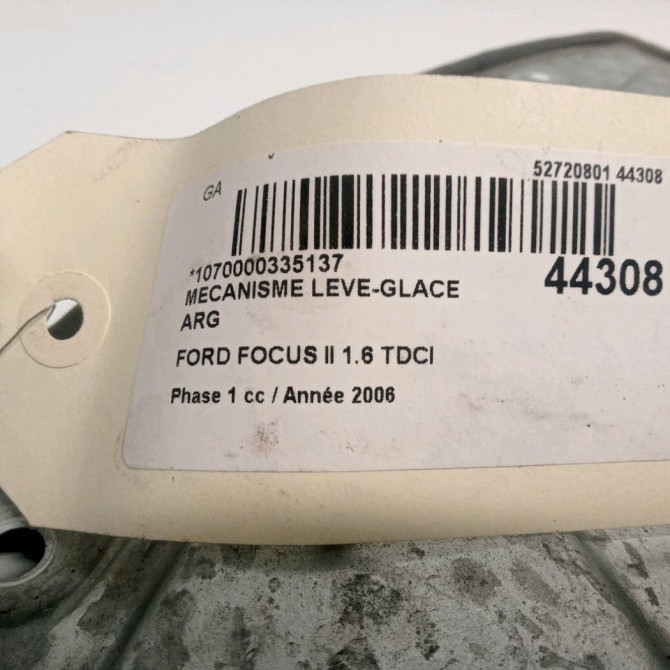 52720801 44308
GA
*1070000335137
44308
MECANISME LEVE-GLACE
ARG
FORD FOCUS II 1.6 TDCI
Phase 1 cc / Année 2006